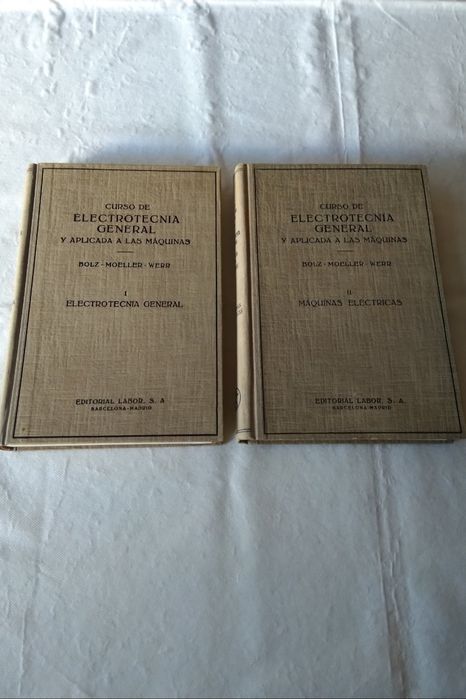 CURSO DE
ELECTROTECNIA
GENERAL
Y APLICADA A LAS MÁQUINAS
BOLZ - MOELLER - WERR
I
ELECTROTECNIA GENERAL
EDITORIAL LABOR, S. A.
BARCELONA-MADRID
CURSO DE
ELECTROTECNIA
GENERAL
Y APLICADA A LAS MÁQUINAS
BOLZ - MOELLER - WERR
II
MÁQUINAS ELÉCTRICAS
EDITORIAL LABOR, S. A.
BARCELONA-MADRID